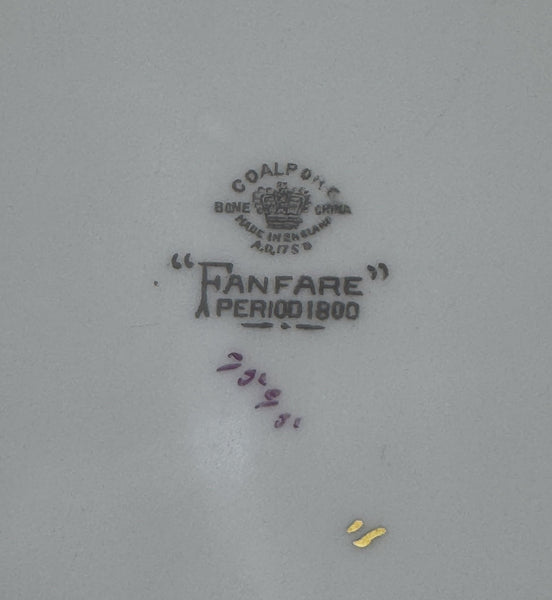 COALPORT
BONE CHINA
MADE IN ENGLAND
A.D. 1750
"FANFARE"
PERIOD 1800